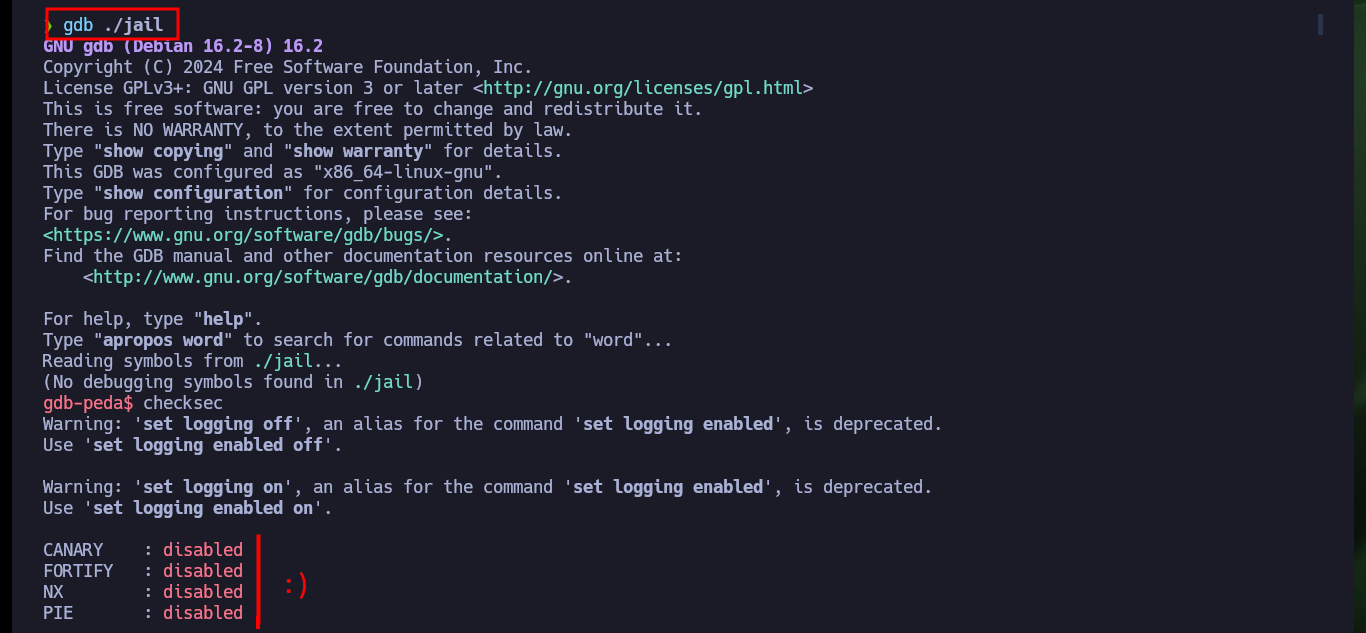 ❯ gdb ./jail
GNU gdb (Debian 16.2-8) 16.2
Copyright (C) 2024 Free Software Foundation, Inc.
License GPLv3+: GNU GPL version 3 or later <http://gnu.org/licenses/gpl.html>
This is free software: you are free to change and redistribute it.
There is NO WARRANTY, to the extent permitted by law.
Type "show copying" and "show warranty" for details.
This GDB was configured as "x86_64-linux-gnu".
Type "show configuration" for configuration details.
For bug reporting instructions, please see:
<https://www.gnu.org/software/gdb/bugs/>.
Find the GDB manual and other documentation resources online at:
    <http://www.gnu.org/software/gdb/documentation/>.

For help, type "help".
Type "apropos word" to search for commands related to "word"...
Reading symbols from ./jail...
(No debugging symbols found in ./jail)
gdb-peda$ checksec
Warning: 'set logging off', an alias for the command 'set logging enabled', is deprecated.
Use 'set logging enabled off'.

Warning: 'set logging on', an alias for the command 'set logging enabled', is deprecated.
Use 'set logging enabled on'.

CANARY    : disabled
FORTIFY   : disabled
NX        : disabled
PIE       : disabled
:)